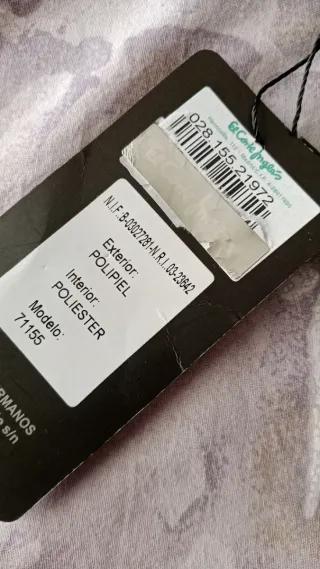 El Corte Inglés
028 155 21972
N.I.F.:B-03027281-N.R.I.:03-23642
Exterior:
POLIPIEL
Interior:
POLIESTER
Modelo:
71155
RMANOS
s/n